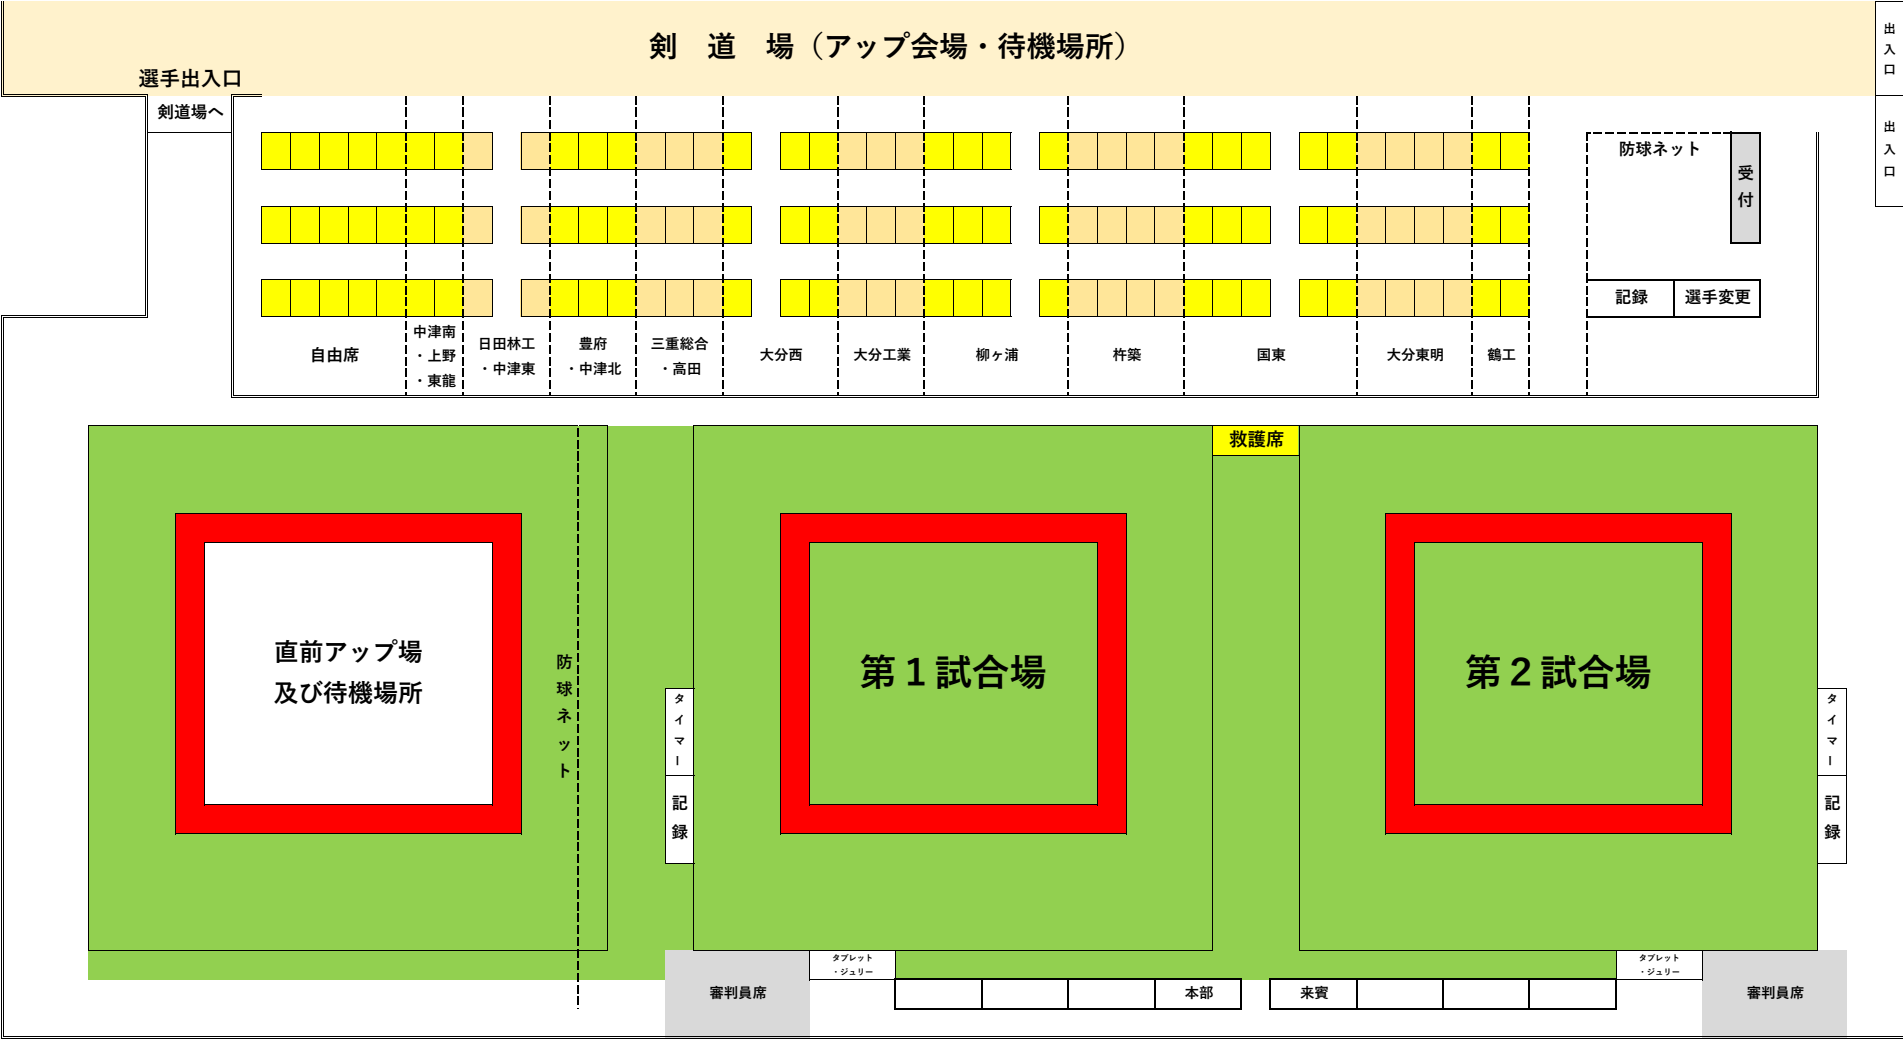 剣　道　場（アップ会場・待機場所）
選手出入口
剣道場へ
出入口
出入口
防球ネット
受付
記録
選手変更
自由席
中津南
・上野
・東龍
日田林工
・中津東
豊府
・中津北
三重総合
・高田
大分西
大分工業
柳ヶ浦
杵築
国東
大分東明
鶴工
救護席
直前アップ場
及び待機場所
防球ネット
第１試合場
第２試合場
タイマー
記録
タイマー
記録
タブレット
・ジュリー
タブレット
・ジュリー
審判員席
本部
来賓
審判員席